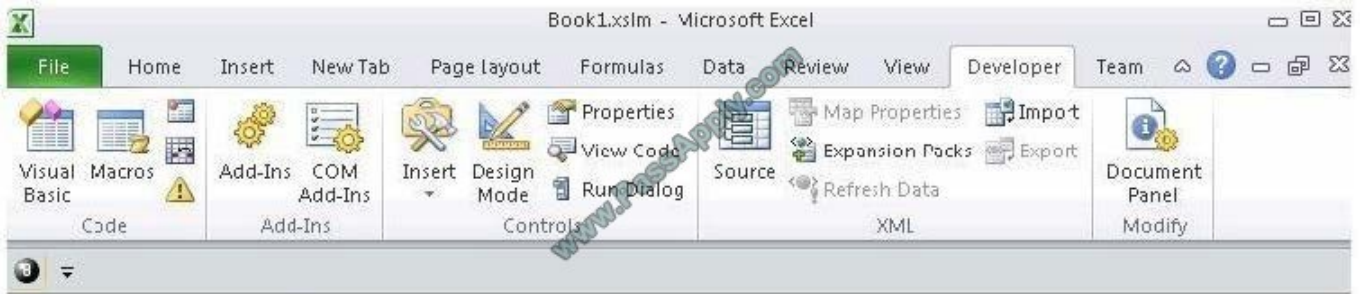 Book1.xslm - Microsoft Excel
File Home Insert New Tab Page Layout Formulas Data Review View Developer Team
Visual Basic Macros Add-Ins COM Add-Ins Insert Design Mode Properties View Code Run Dialog Source Map Properties Expansion Packs Refresh Data Import Export Document Panel
Code Add-Ins Controls XML Modify
www.PassApply.com